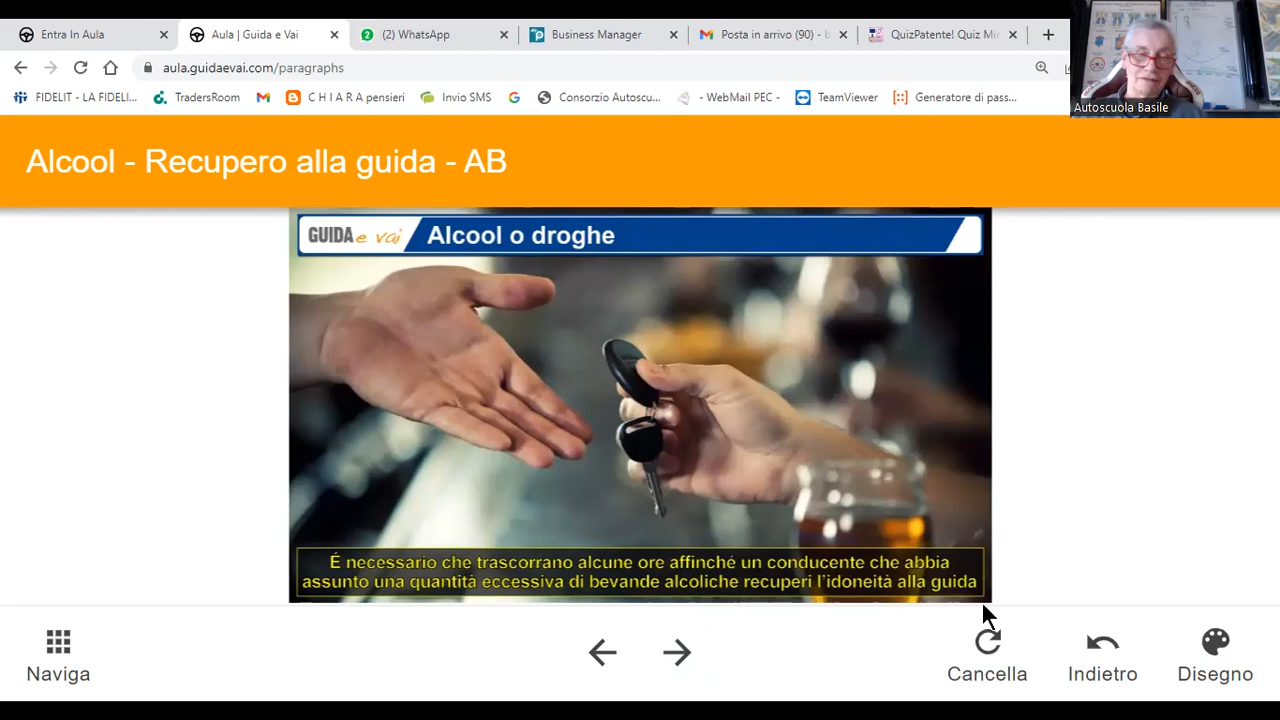 Entra In Aula
Aula | Guida e Vai
(2) WhatsApp
Business Manager
Posta in arrivo (90) - b
QuizPatente! Quiz Min
aula.guidaevai.com/paragraphs
FIDELIT - LA FIDELI...
TradersRoom
C H I A R A pensieri
Invio SMS
Consorzio Autoscu...
- WebMail PEC -
TeamViewer
Generatore di pass...
Autoscuola Basile
Alcool - Recupero alla guida - AB
GUIDA e vai
Alcool o droghe
É necessario che trascorrano alcune ore affinché un conducente che abbia
assunto una quantità eccessiva di bevande alcoliche recuperi l'idoneità alla guida
Naviga
Cancella
Indietro
Disegno